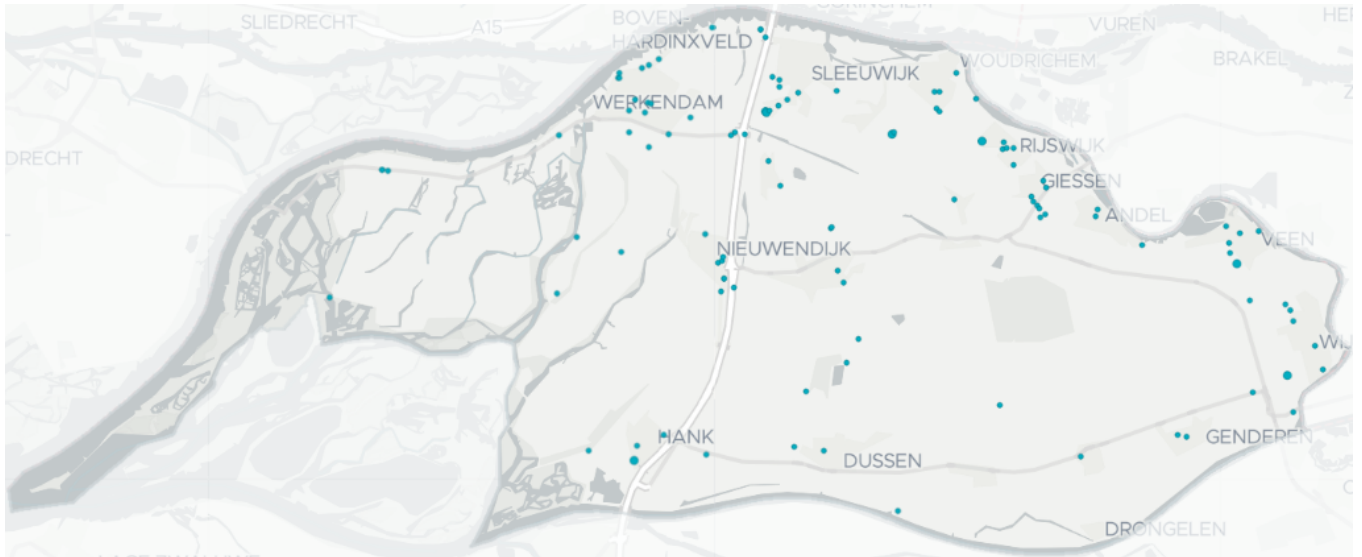 SLIEDRECHT
A15
BOVEN-
HARDINXVELD
VUREN
BRAKEL
SLEEUWIJK
WOUDRICHEM
WERKENDAM
DRECHT
RIJSWIJK
GIESSEN
ANDEL
NIEUWENDIJK
VEEN
WIJ
HANK
DUSSEN
GENDEREN
DRONGELEN